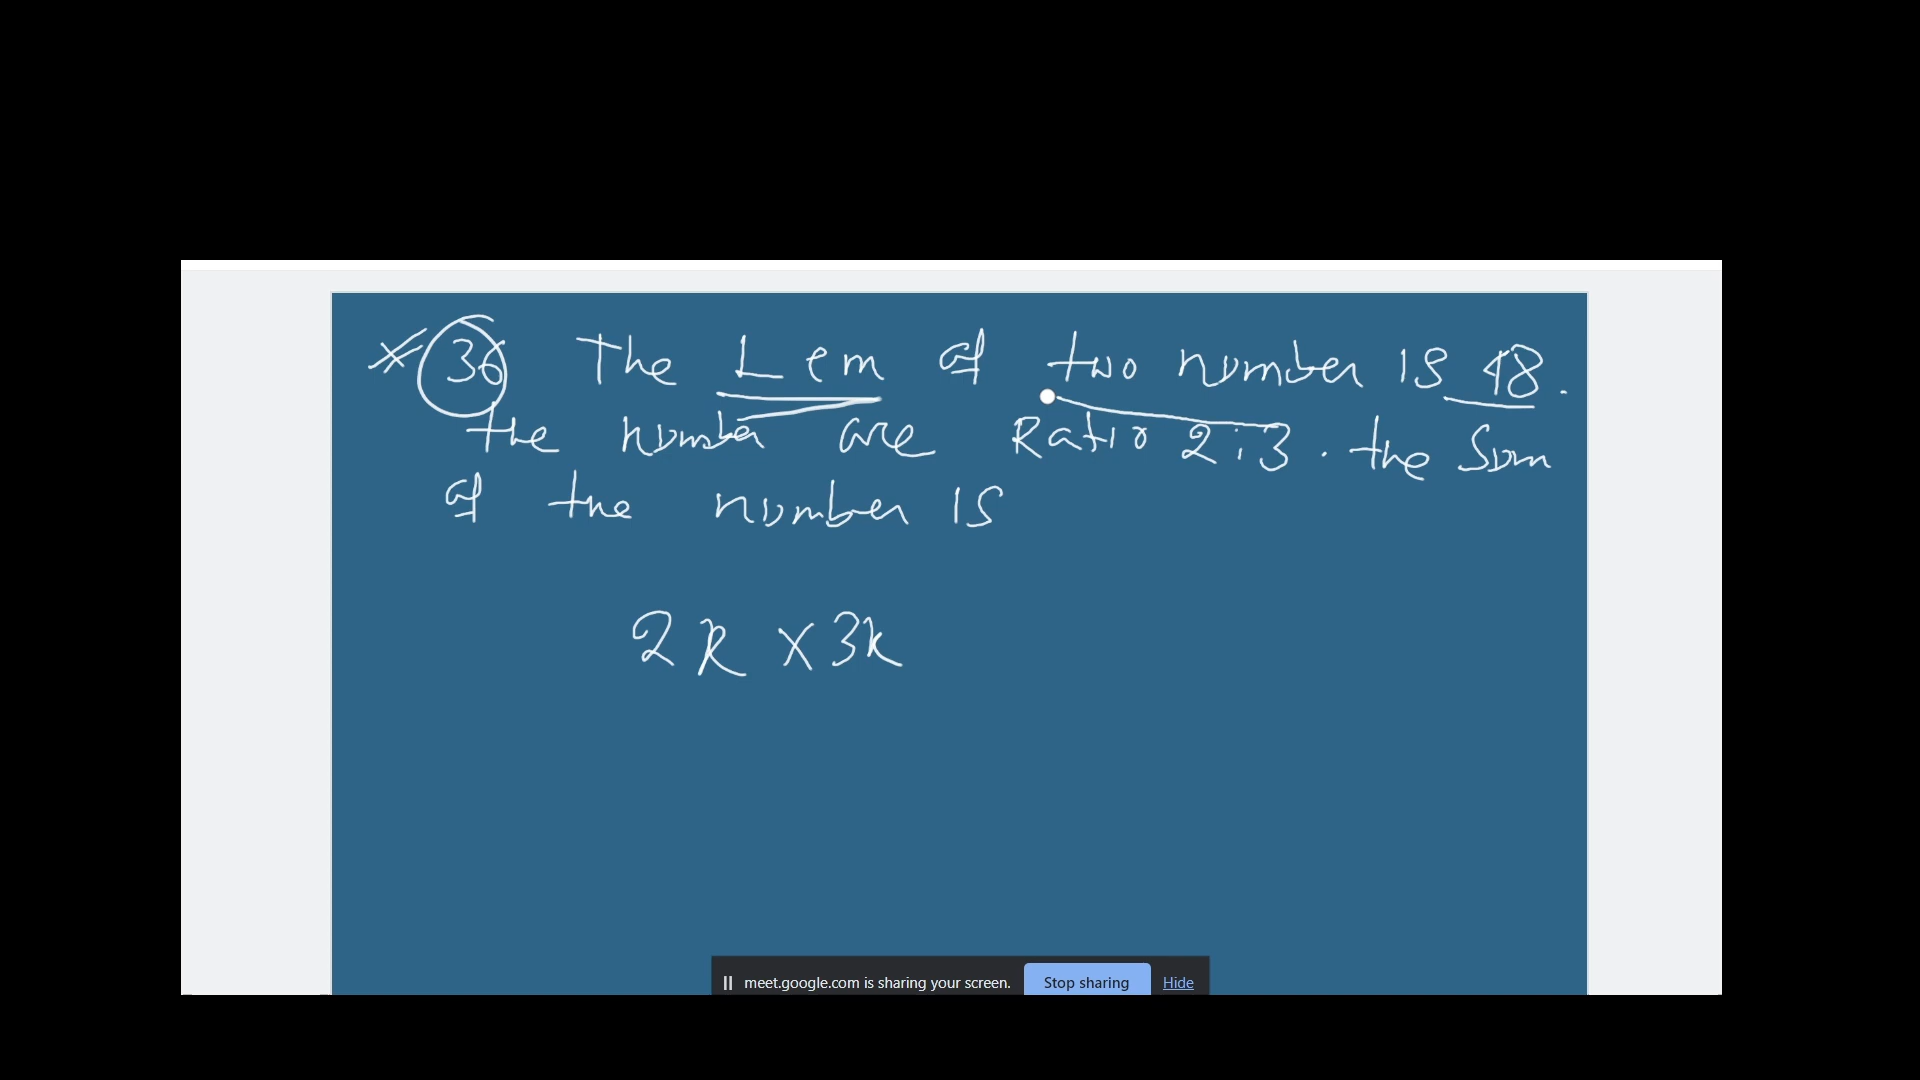 36 The Lcm of two number is 48.
the number are Ratio 2:3. the Sum
of the number is
2k x 3k
meet.google.com is sharing your screen. Stop sharing Hide